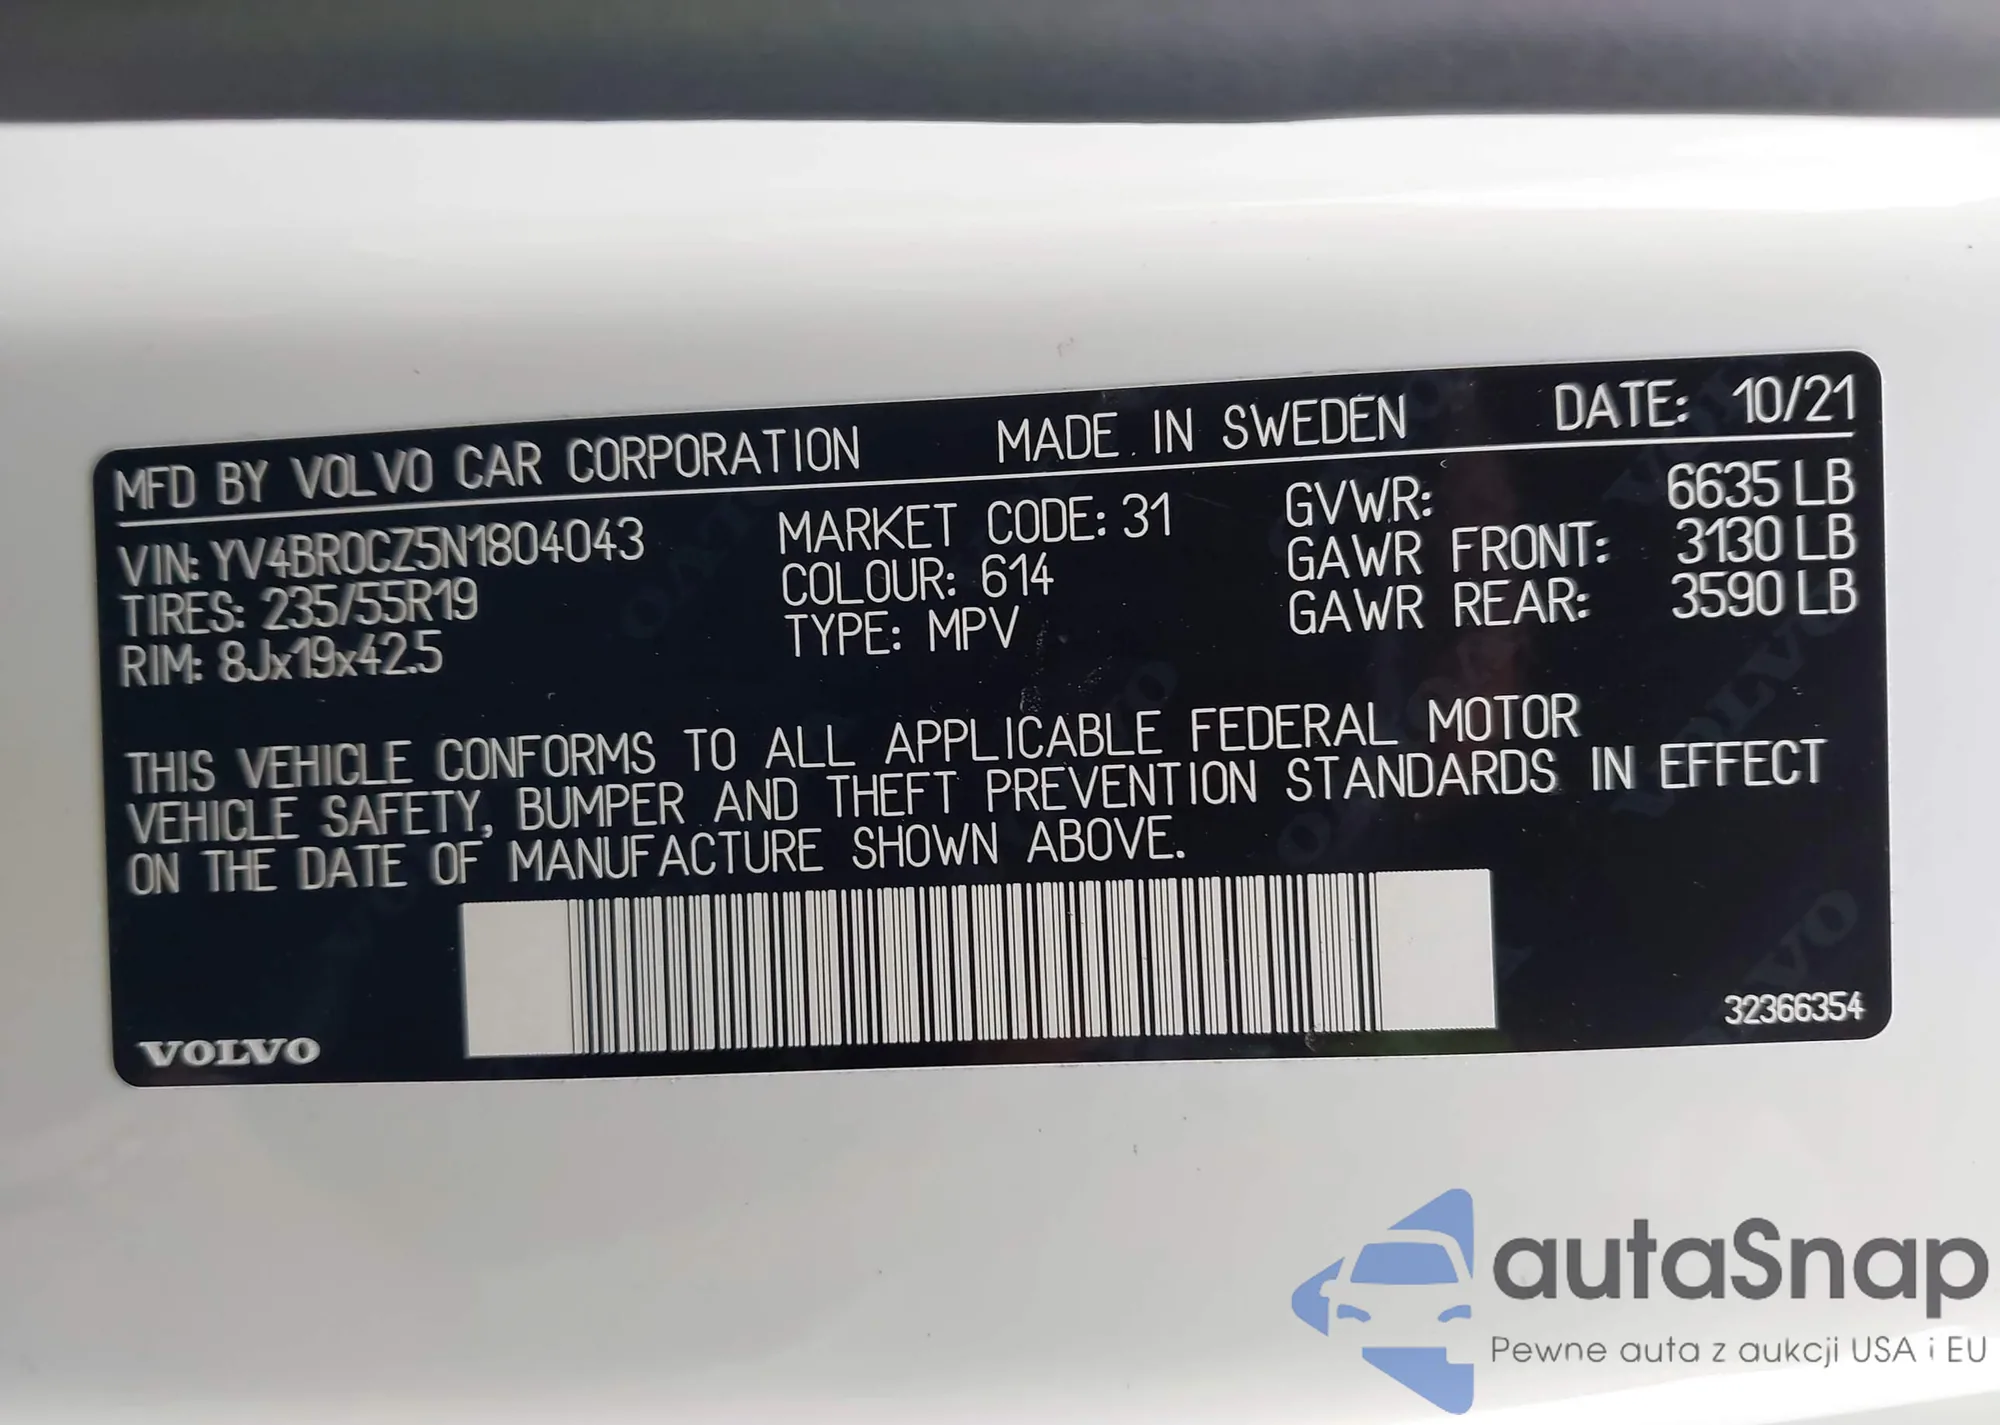 MFD BY VOLVO CAR CORPORATION MADE IN SWEDEN DATE: 10/21
VIN: YV4BR0CZ5N1804043 MARKET CODE: 31 GVWR: 6635 LB
TIRES: 235/55R19 COLOUR: 614 GAWR FRONT: 3130 LB
RIM: 8Jx19x42.5 TYPE: MPV GAWR REAR: 3590 LB
THIS VEHICLE CONFORMS TO ALL APPLICABLE FEDERAL MOTOR
VEHICLE SAFETY, BUMPER AND THEFT PREVENTION STANDARDS IN EFFECT
ON THE DATE OF MANUFACTURE SHOWN ABOVE.
VOLVO
32366354
autaSnap
Pewne auta z aukcji USA i EU